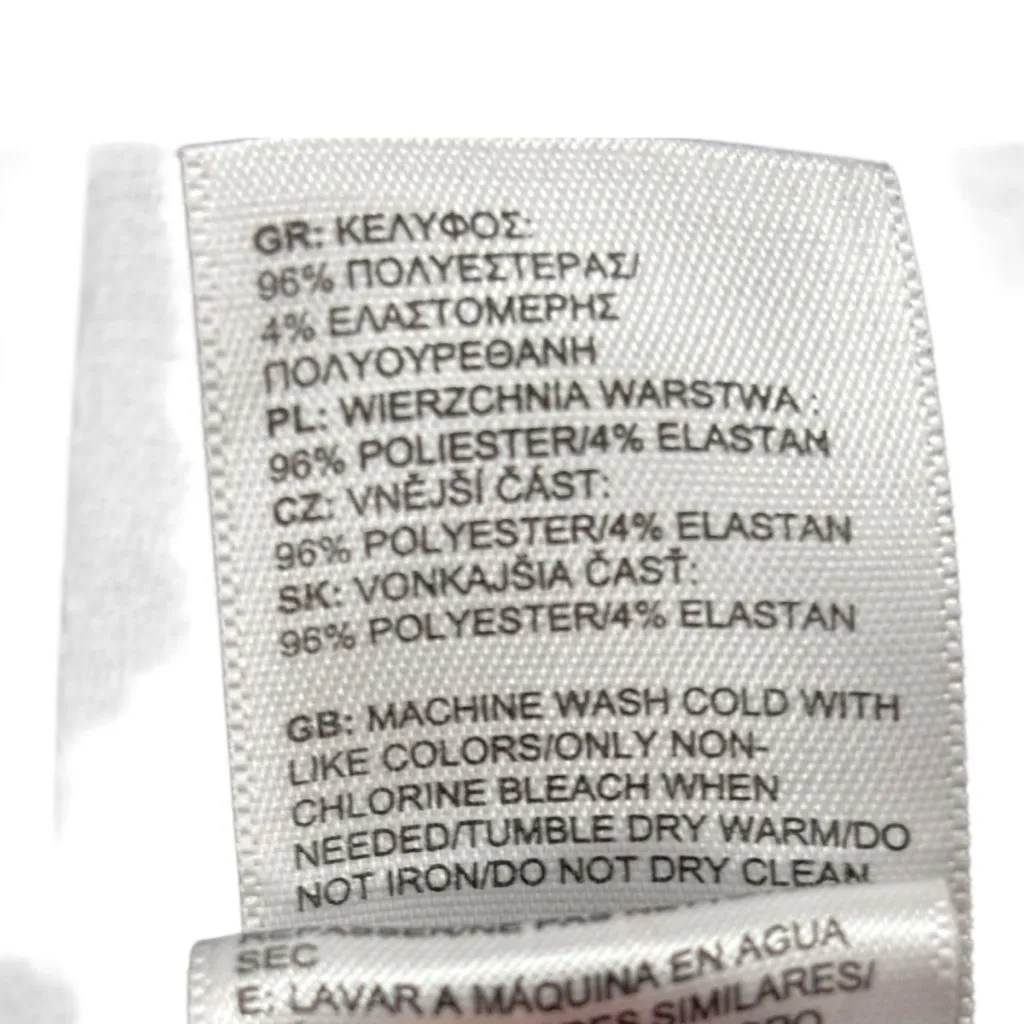 GR: ΚΕΛΥΦΟΣ:
96% ΠΟΛΥΕΣΤΕΡΑΣ/
4% ΕΛΑΣΤΟΜΕΡΗΣ
ΠΟΛΥΟΥΡΕΘΑΝΗ
PL: WIERZCHNIA WARSTWA :
96% POLIESTER/4% ELASTAN
CZ: VNĚJŠÍ ČÁST:
96% POLYESTER/4% ELASTAN
SK: VONKAJŠIA ČASŤ:
96% POLYESTER/4% ELASTAN
GB: MACHINE WASH COLD WITH
LIKE COLORS/ONLY NON-
CHLORINE BLEACH WHEN
NEEDED/TUMBLE DRY WARM/DO
NOT IRON/DO NOT DRY CLEAN
SEC
E: LAVAR A MÁQUINA EN AGUA
SIMILARES/